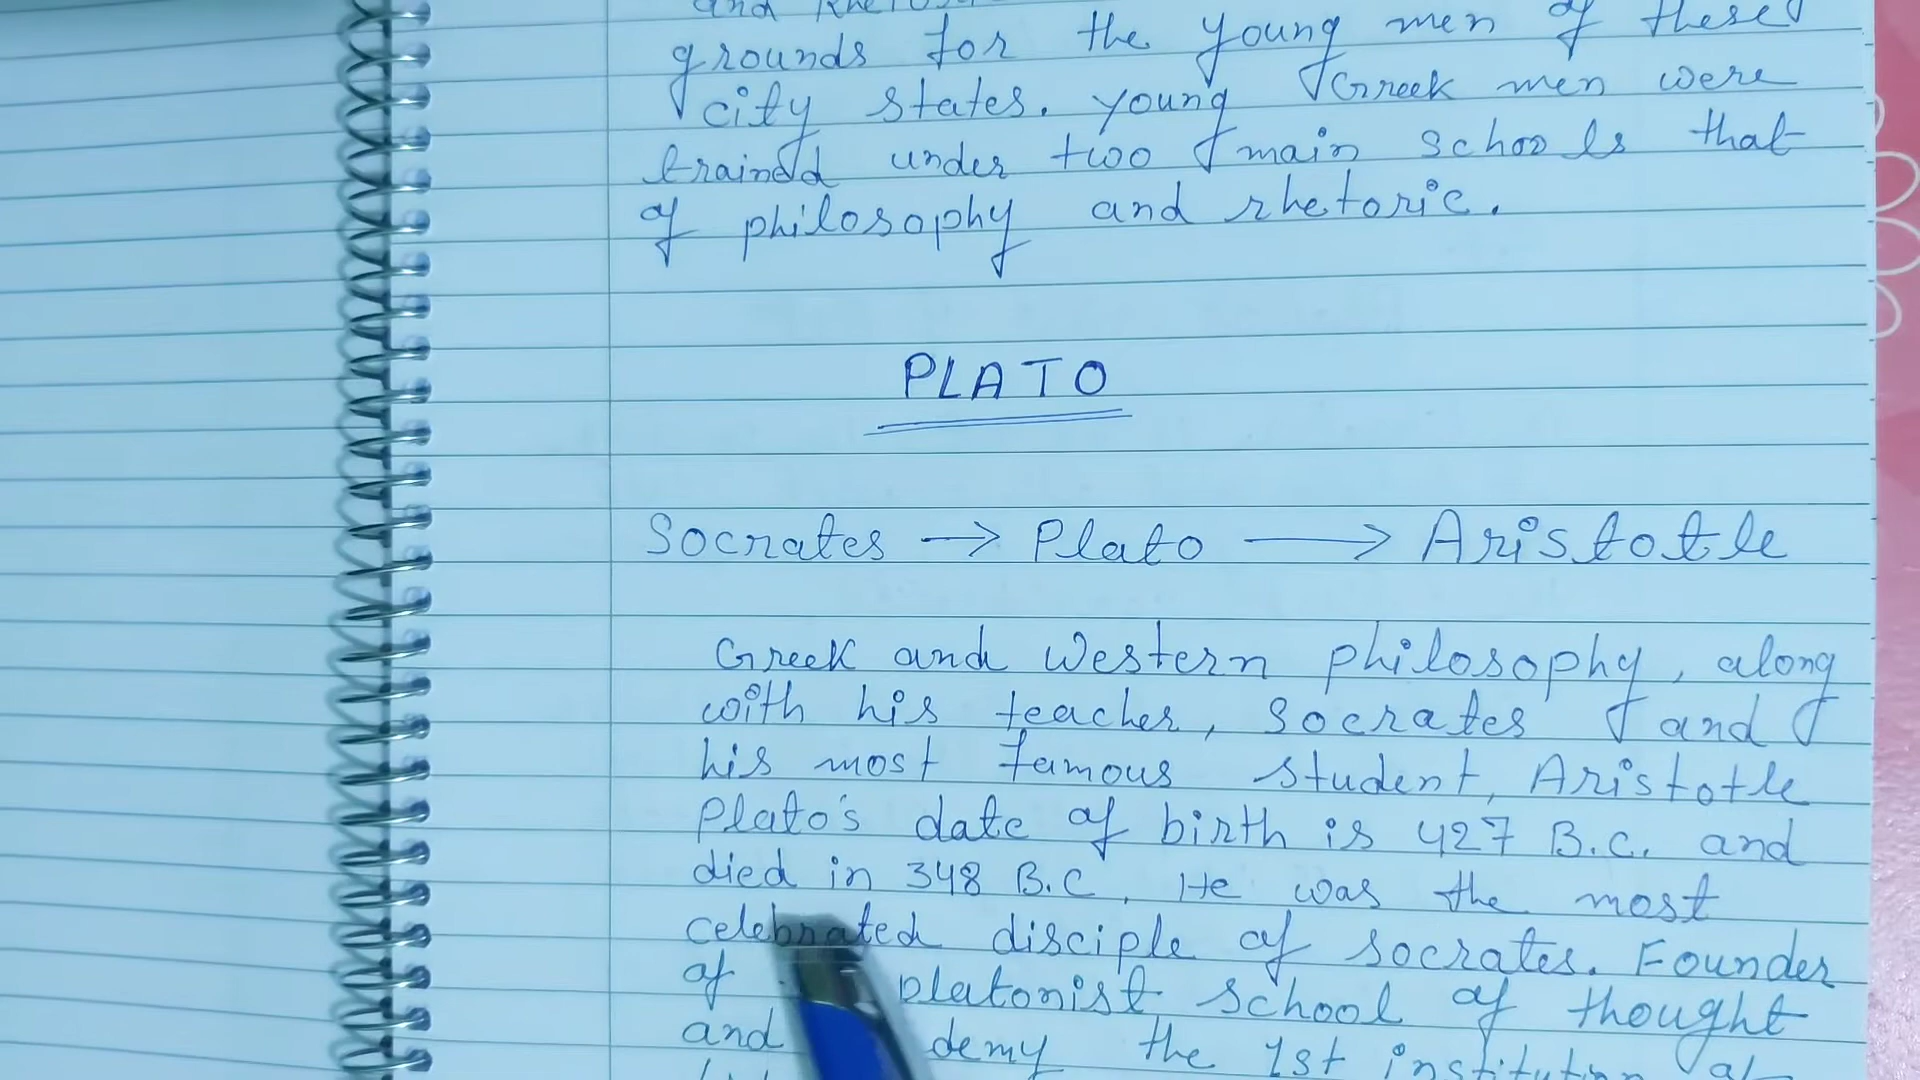 and
grounds for the young men of these
city states. Young Greek men were
trained under two main schools that
of philosophy and rhetoric.
PLATO
Socrates → Plato → Aristotle
Greek and Western philosophy, along
with his teacher, Socrates and
his most famous student, Aristotle
Plato's date of birth is 427 B.C. and
died in 348 B.C. He was the most
celebrated disciple of Socrates. Founder
of platonist school of thought
and demy the 1st institution